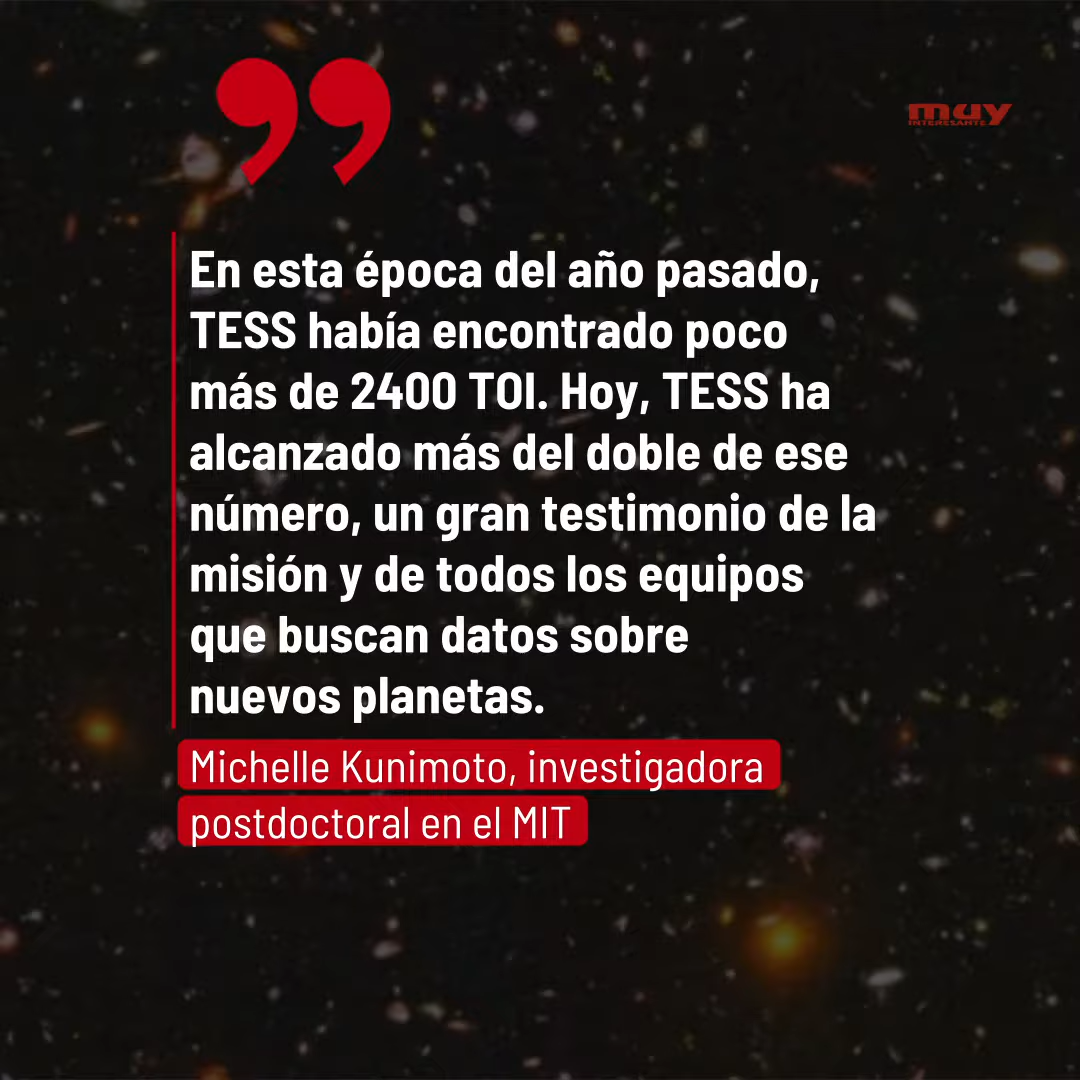 muy
INTERESANTE
En esta época del año pasado,
TESS había encontrado poco
más de 2400 TOI. Hoy, TESS ha
alcanzado más del doble de ese
número, un gran testimonio de la
misión y de todos los equipos
que buscan datos sobre
nuevos planetas.
Michelle Kunimoto, investigadora
postdoctoral en el MIT